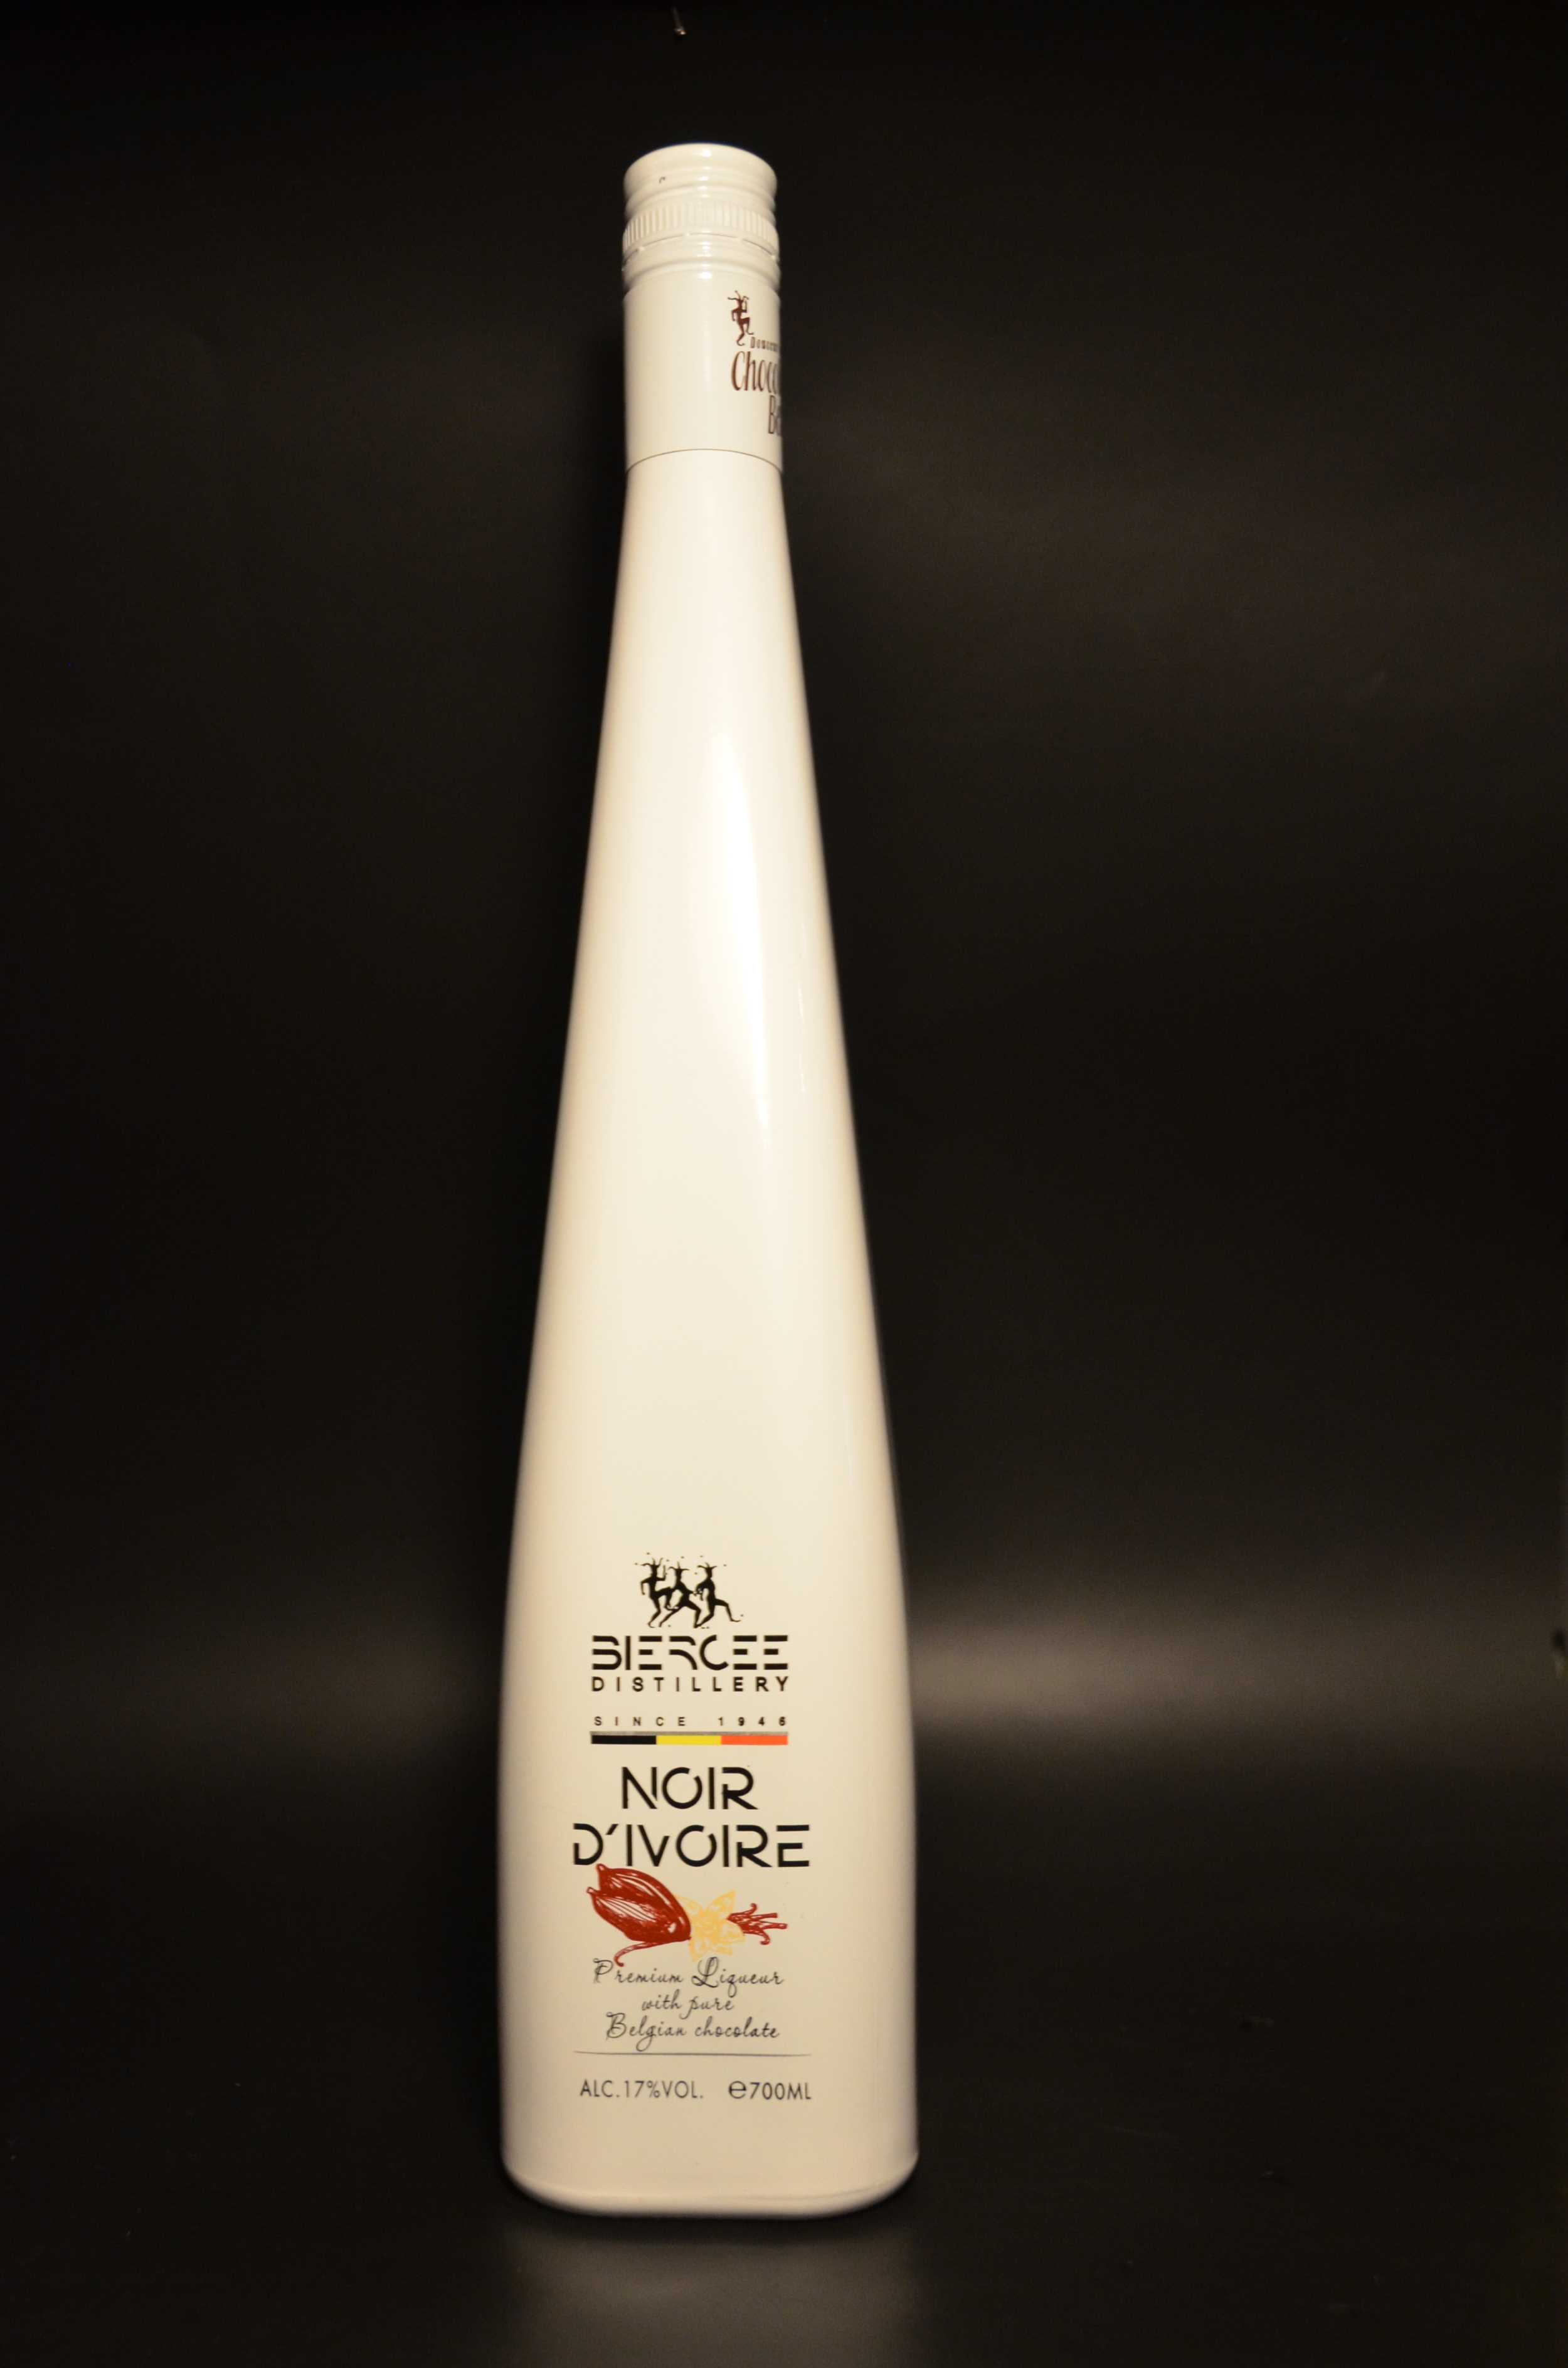 BIERCEE
DISTILLERY
SINCE 1946
NOIR
D'IVOIRE
Premium Liqueur
with pure
Belgian chocolate
ALC.17%VOL. ℮700ML